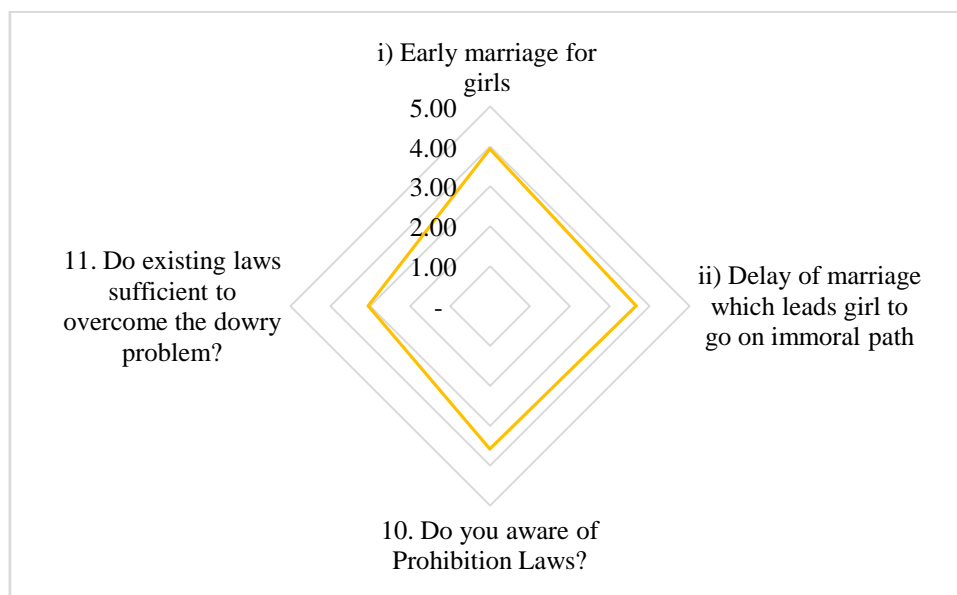 i) Early marriage for
girls
5.00
4.00
3.00
2.00
1.00
-
ii) Delay of marriage
which leads girl to
go on immoral path
10. Do you aware of
Prohibition Laws?
11. Do existing laws
sufficient to
overcome the dowry
problem?